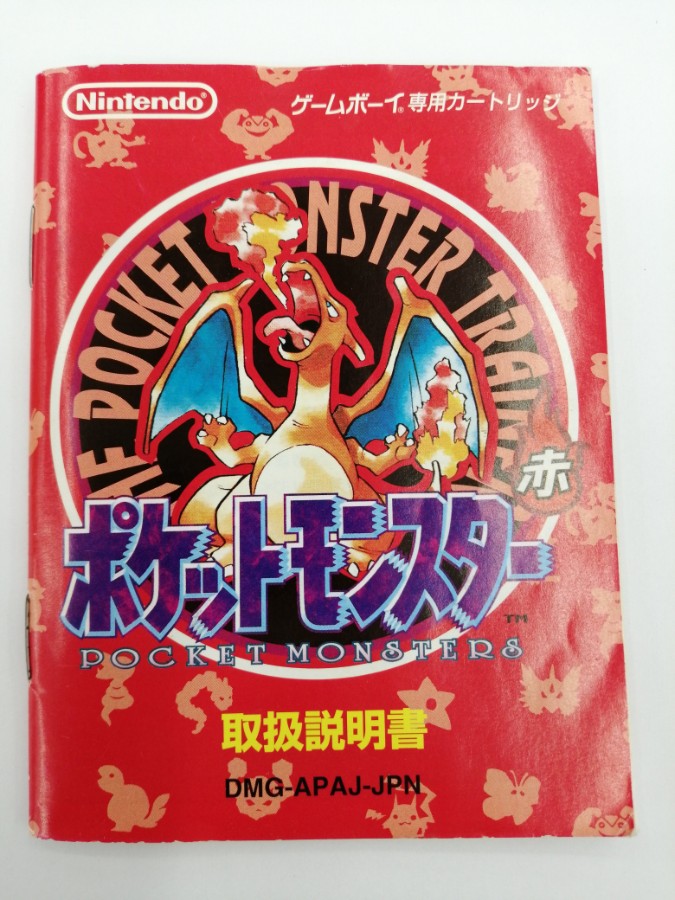 Nintendo®
ゲームボーイ®専用カートリッジ
THE POCKET MONSTER TRAINER
赤
ポケットモンスター
TM
POCKET MONSTERS
取扱説明書
DMG-APAJ-JPN